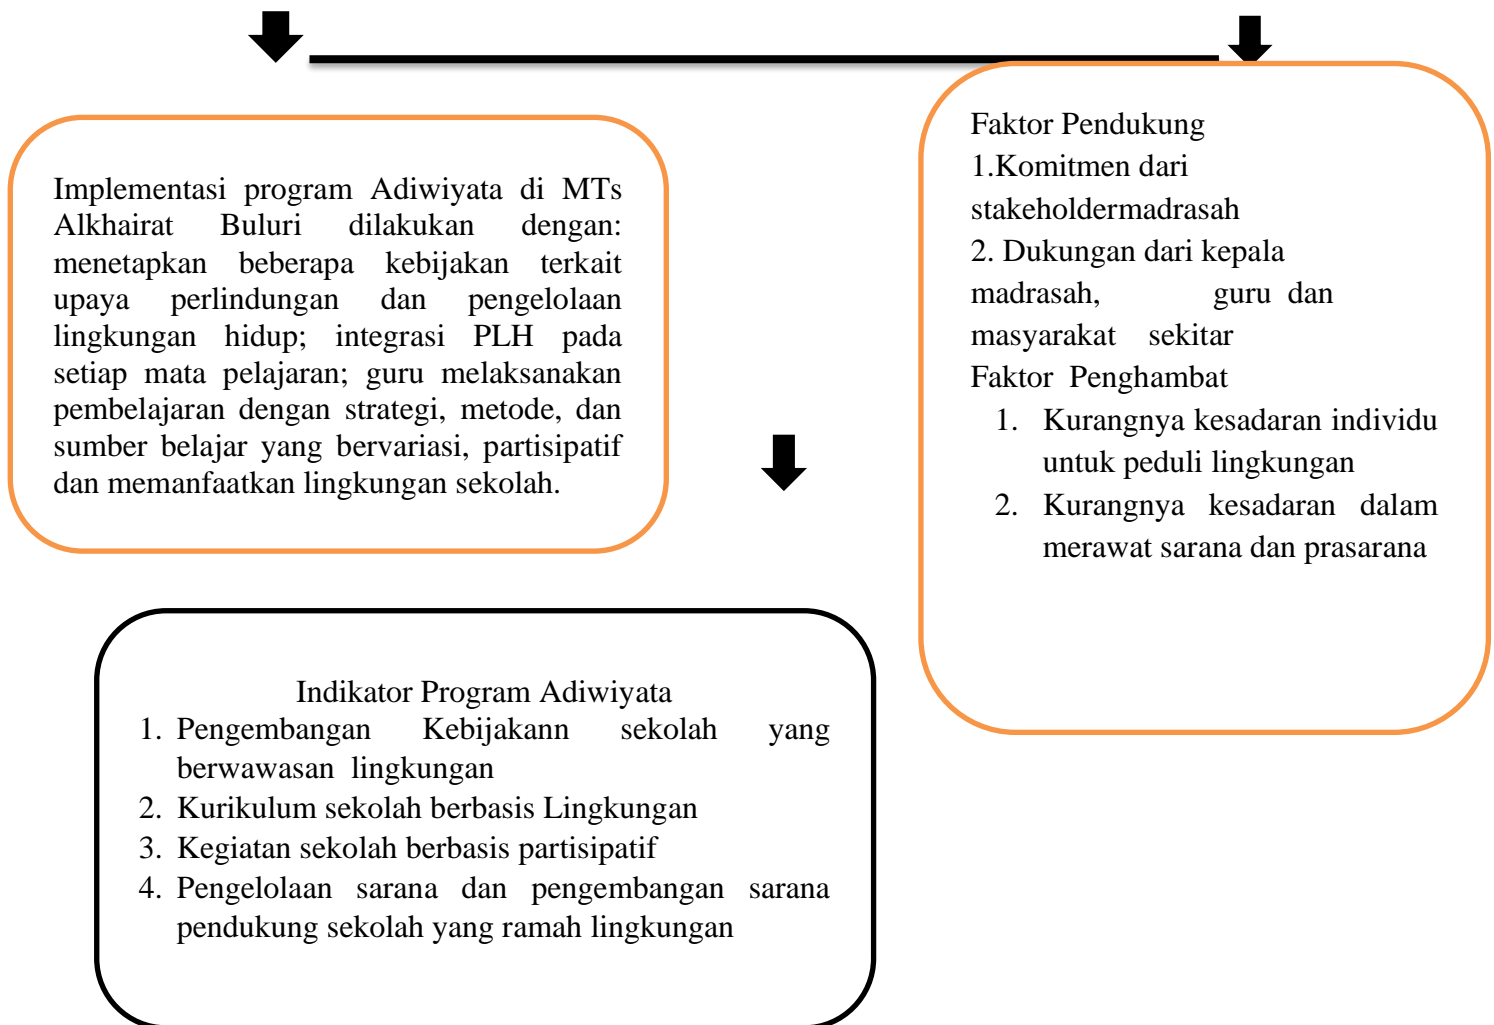 Implementasi program Adiwiyata di MTs
Alkhairat Buluri dilakukan dengan:
menetapkan beberapa kebijakan terkait
upaya perlindungan dan pengelolaan
lingkungan hidup; integrasi PLH pada
setiap mata pelajaran; guru melaksanakan
pembelajaran dengan strategi, metode, dan
sumber belajar yang bervariasi, partisipatif
dan memanfaatkan lingkungan sekolah.
Faktor Pendukung
1.Komitmen dari
stakeholdermadrasah
2. Dukungan dari kepala
madrasah, guru dan
masyarakat sekitar
Faktor Penghambat
1. Kurangnya kesadaran individu
untuk peduli lingkungan
2. Kurangnya kesadaran dalam
merawat sarana dan prasarana
Indikator Program Adiwiyata
1. Pengembangan Kebijakann sekolah yang
berwawasan lingkungan
2. Kurikulum sekolah berbasis Lingkungan
3. Kegiatan sekolah berbasis partisipatif
4. Pengelolaan sarana dan pengembangan sarana
pendukung sekolah yang ramah lingkungan